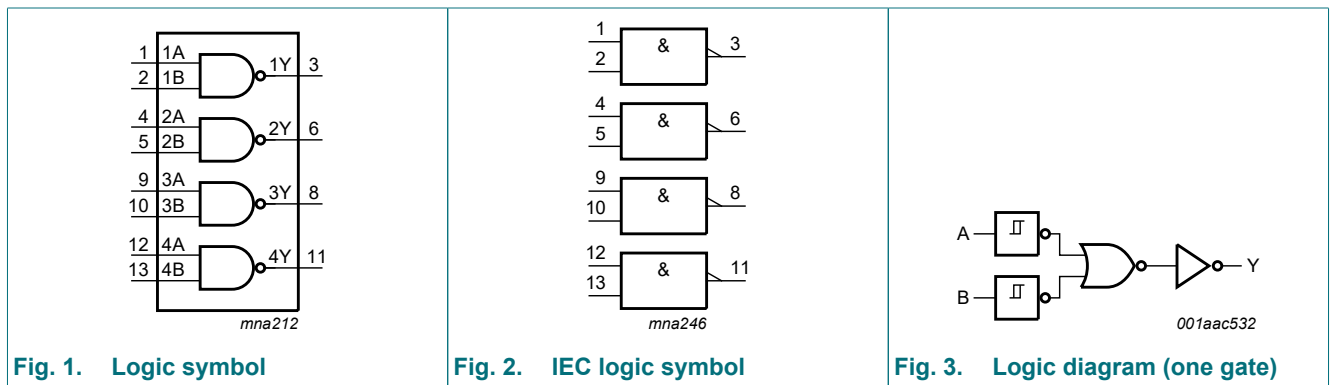 1 1A
2 1B
1Y 3
4 2A
5 2B
2Y 6
9 3A
10 3B
3Y 8
12 4A
13 4B
4Y 11
mna212
Fig. 1. Logic symbol
1
2
&
3
4
5
&
6
9
10
&
8
12
13
&
11
mna246
Fig. 2. IEC logic symbol
A
B
Y
001aac532
Fig. 3. Logic diagram (one gate)